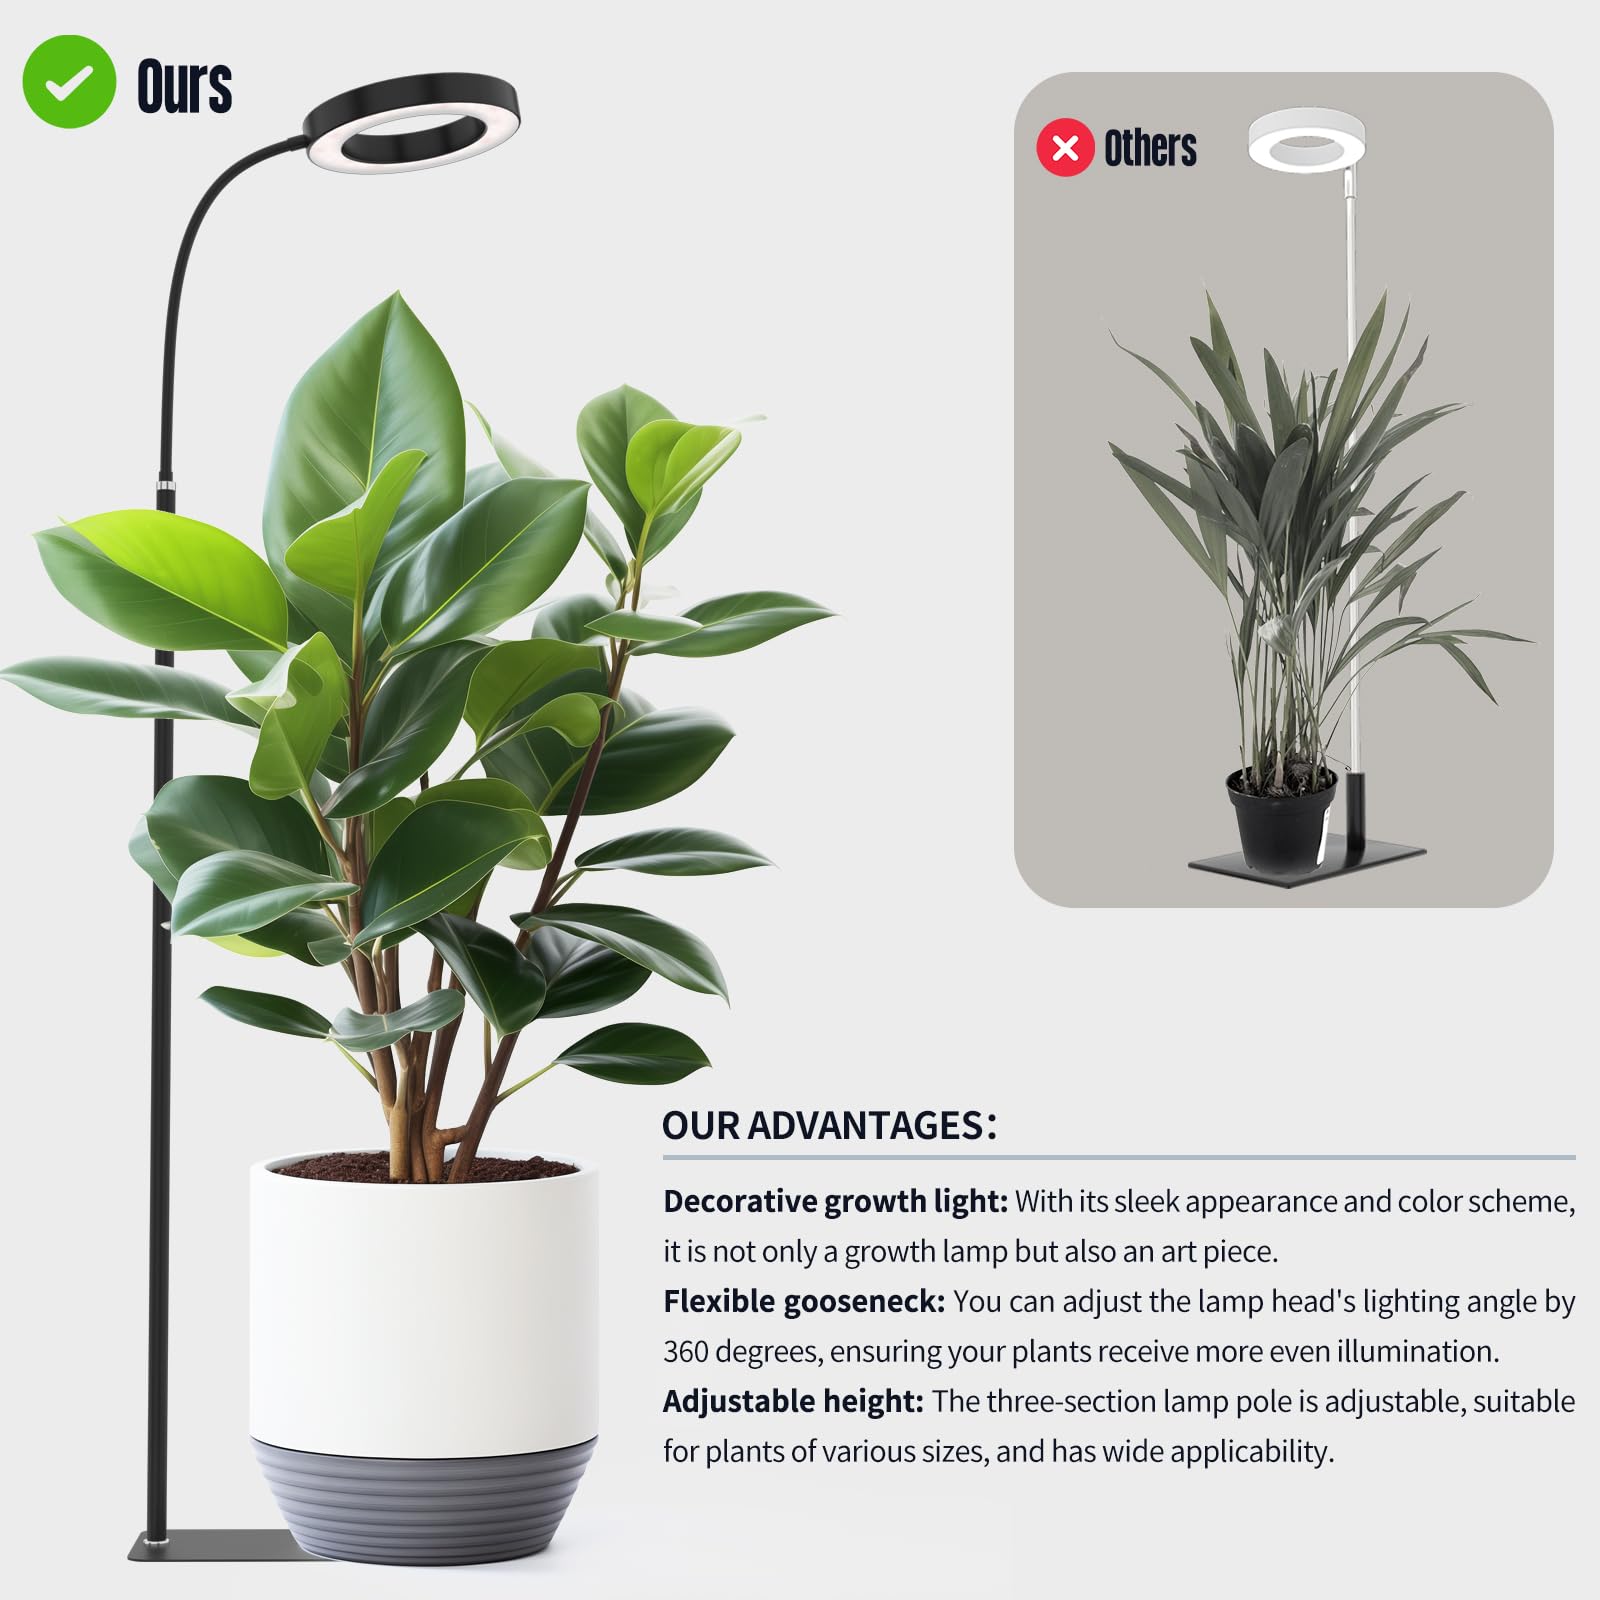 Ours
Others
OUR ADVANTAGES:
Decorative growth light: With its sleek appearance and color scheme,
it is not only a growth lamp but also an art piece.
Flexible gooseneck: You can adjust the lamp head's lighting angle by
360 degrees, ensuring your plants receive more even illumination.
Adjustable height: The three-section lamp pole is adjustable, suitable
for plants of various sizes, and has wide applicability.